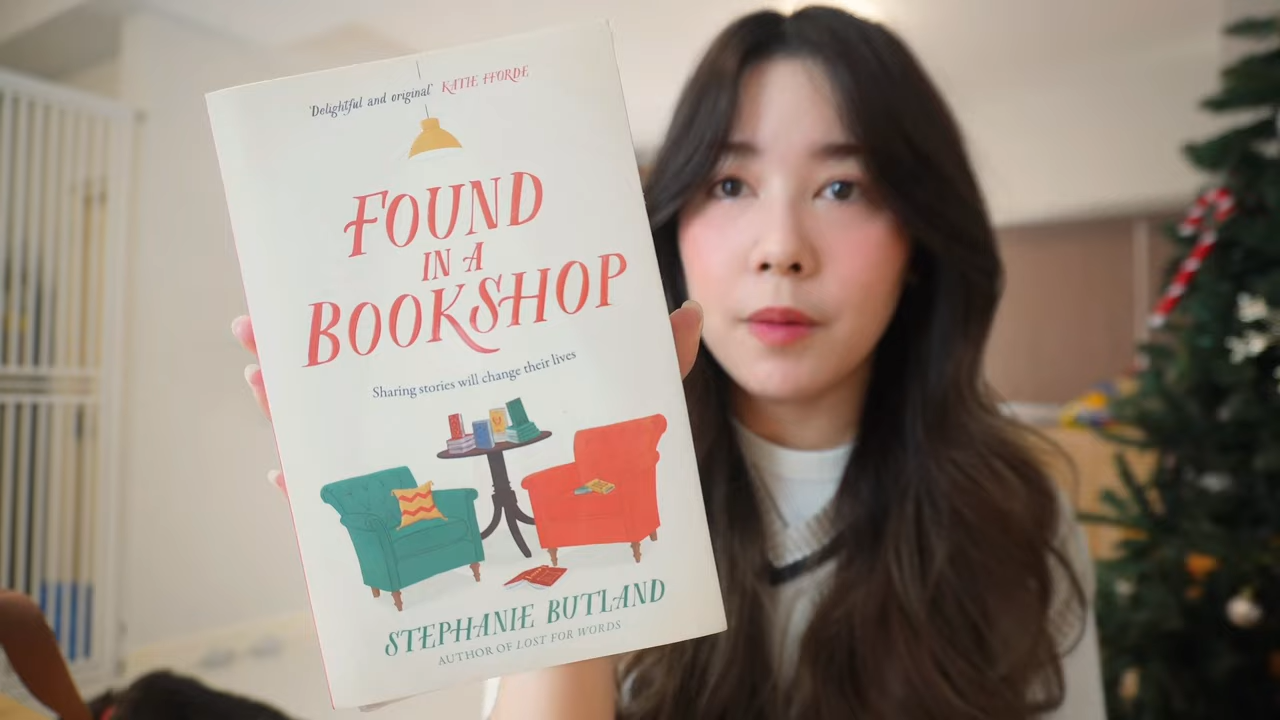 'Delightful and original' KATIE FFORDE
FOUND
IN A
BOOKSHOP
Sharing stories will change their lives
STEPHANIE BUTLAND
AUTHOR OF LOST FOR WORDS